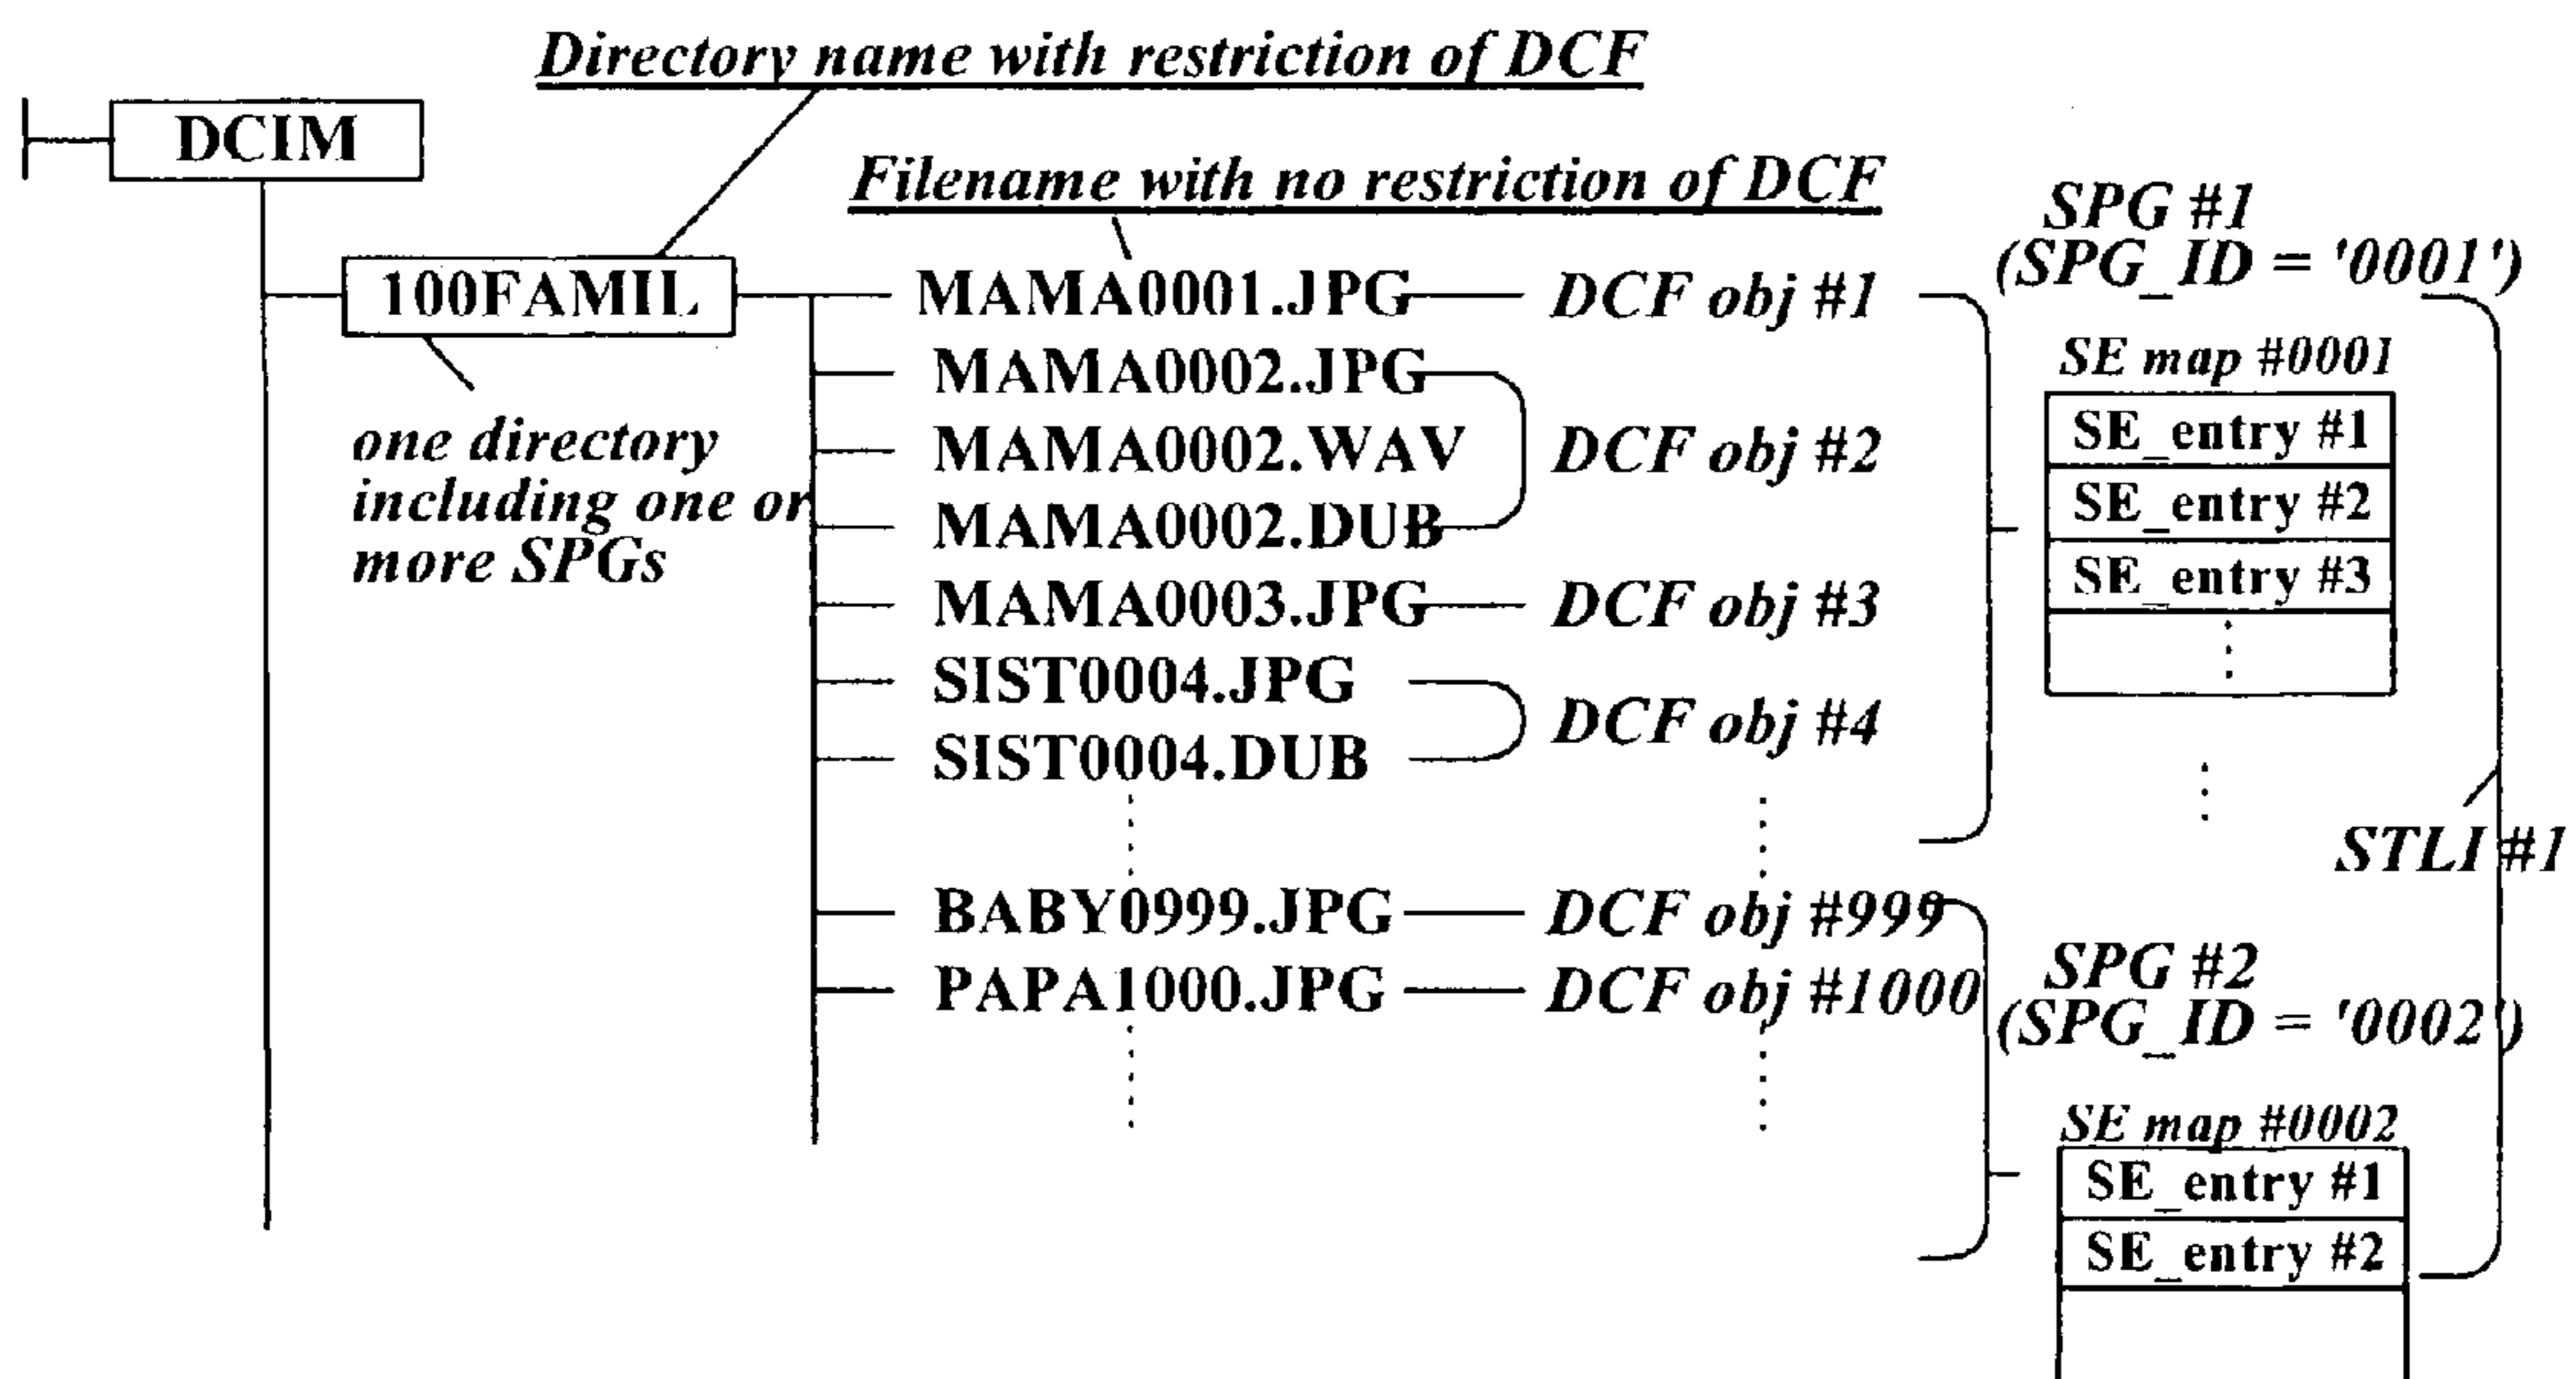 Directory name with restriction of DCF
DCIM
Filename with no restriction of DCF
100FAMIL
one directory
including one or
more SPGs
MAMA0001.JPG
MAMA0002.JPG
MAMA0002.WAV
MAMA0002.DUB
MAMA0003.JPG
SIST0004.JPG
SIST0004.DUB
BABY0999.JPG
PAPA1000.JPG
DCF obj #1
DCF obj #2
DCF obj #3
DCF obj #4
DCF obj #999
DCF obj #1000
SPG #1
(SPG_ID = '0001')
SE map #0001
SE_entry #1
SE_entry #2
SE_entry #3
STLI #1
SPG #2
(SPG_ID = '0002')
SE map #0002
SE_entry #1
SE_entry #2